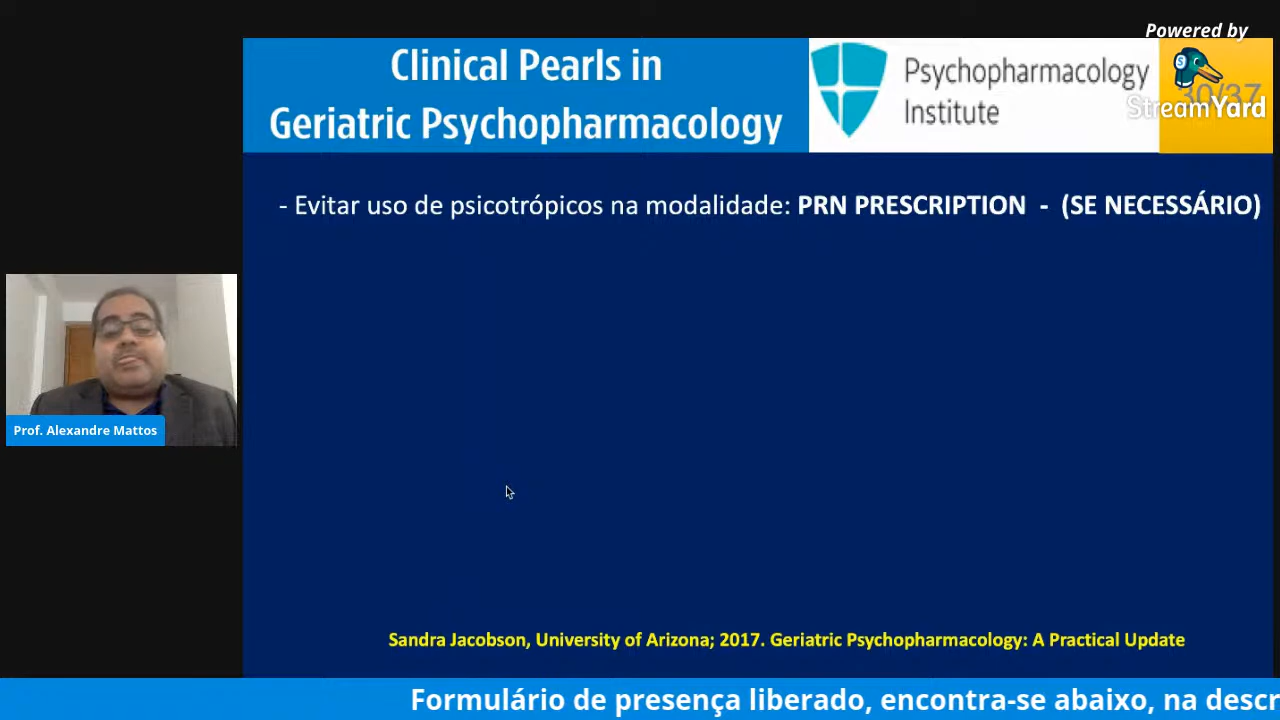 Powered by
StreamYard
Clinical Pearls in
Geriatric Psychopharmacology
Psychopharmacology
Institute
30/37
- Evitar uso de psicotrópicos na modalidade: PRN PRESCRIPTION - (SE NECESSÁRIO)
Prof. Alexandre Mattos
Sandra Jacobson, University of Arizona; 2017. Geriatric Psychopharmacology: A Practical Update
Formulário de presença liberado, encontra-se abaixo, na descr